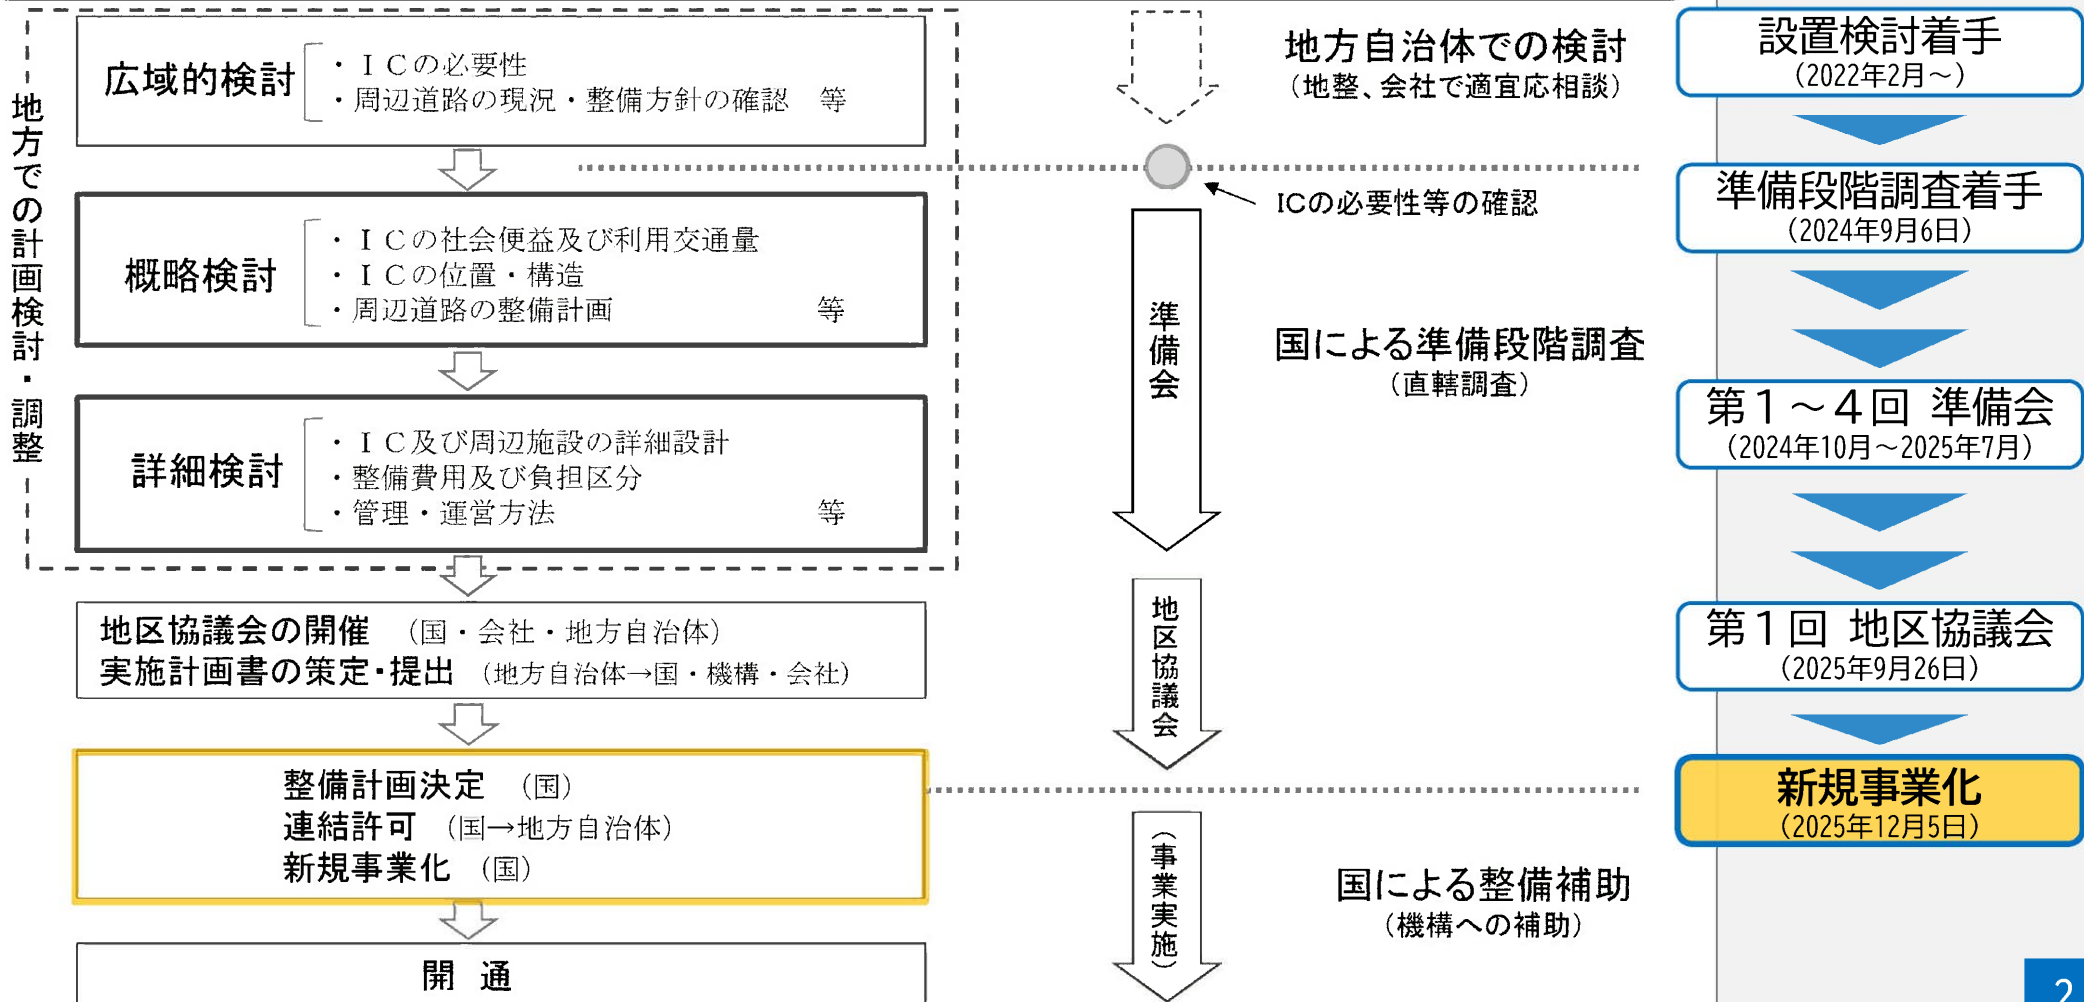 地方での計画検討・調整
広域的検討
・ＩＣの必要性
・周辺道路の現況・整備方針の確認　等
概略検討
・ＩＣの社会便益及び利用交通量
・ＩＣの位置・構造
・周辺道路の整備計画　等
詳細検討
・ＩＣ及び周辺施設の詳細設計
・整備費用及び負担区分
・管理・運営方法　等
地区協議会の開催　（国・会社・地方自治体）
実施計画書の策定・提出　（地方自治体→国・機構・会社）
整備計画決定　（国）
連結許可　（国→地方自治体）
新規事業化　（国）
開　通
地方自治体での検討
（地整、会社で適宜応相談）
ICの必要性等の確認
準備会
国による準備段階調査
（直轄調査）
地区協議会
（事業実施）
国による整備補助
（機構への補助）
設置検討着手
（2022年2月～）
準備段階調査着手
（2024年9月6日）
第１～４回 準備会
（2024年10月～2025年7月）
第１回 地区協議会
（2025年9月26日）
新規事業化
（2025年12月5日）
2